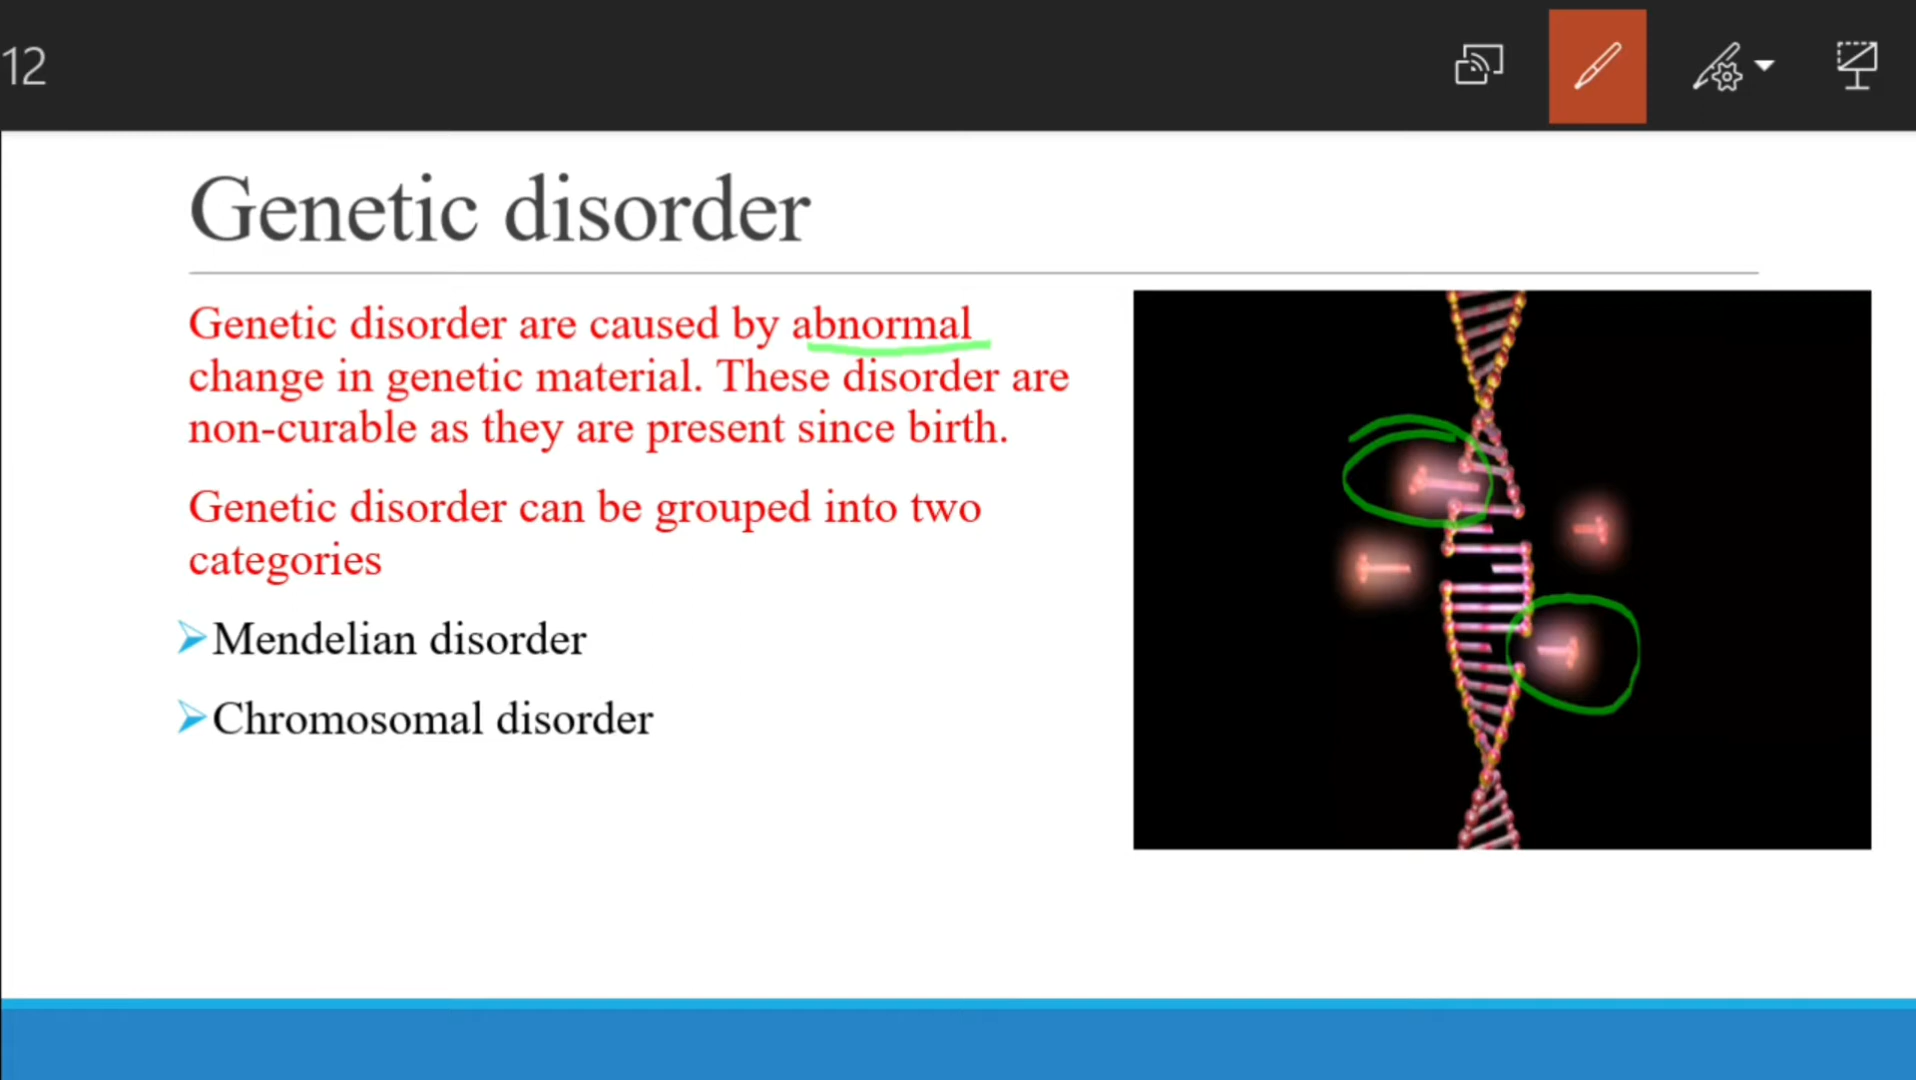 12
Genetic disorder
Genetic disorder are caused by abnormal
change in genetic material. These disorder are
non-curable as they are present since birth.
Genetic disorder can be grouped into two
categories
Mendelian disorder
Chromosomal disorder